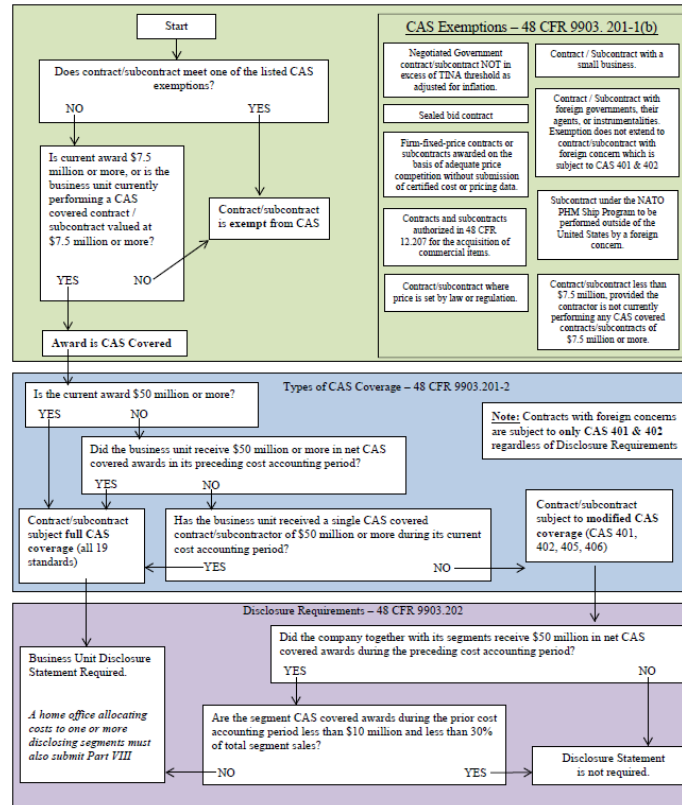 Start
Does contract/subcontract meet one of the listed CAS
exemptions?
NO
YES
Is current award $7.5
million or more, or is the
business unit currently
performing a CAS
covered contract /
subcontract valued at
$7.5 million or more?
YES
NO
Contract/subcontract
is exempt from CAS
Award is CAS Covered
CAS Exemptions – 48 CFR 9903. 201-1(b)
Negotiated Government
contract/subcontract NOT in
excess of TINA threshold as
adjusted for inflation.
Sealed bid contract
Firm-fixed-price contracts or
subcontracts awarded on the
basis of adequate price
competition without submission
of certified cost or pricing data.
Contracts and subcontracts
authorized in 48 CFR
12.207 for the acquisition of
commercial items.
Contract/subcontract where
price is set by law or regulation.
Contract / Subcontract with a
small business.
Contract / Subcontract with
foreign governments, their
agents, or instrumentalities.
Exemption does not extend to
contract/subcontract with
foreign concern which is
subject to CAS 401 & 402
Subcontract under the NATO
PHM Ship Program to be
performed outside of the
United States by a foreign
concern.
Contract/subcontract less than
$7.5 million, provided the
contractor is not currently
performing any CAS covered
contracts/subcontracts of
$7.5 million or more.
Types of CAS Coverage – 48 CFR 9903.201-2
Is the current award $50 million or more?
YES
NO
Note: Contracts with foreign concerns
are subject to only CAS 401 & 402
regardless of Disclosure Requirements
Did the business unit receive $50 million or more in net CAS
covered awards in its preceding cost accounting period?
YES
NO
Contract/subcontract
subject full CAS
coverage (all 19
standards)
Has the business unit received a single CAS covered
contract/subcontractor of $50 million or more during its current
cost accounting period?
YES
NO
Contract/subcontract
subject to modified CAS
coverage (CAS 401,
402, 405, 406)
Disclosure Requirements – 48 CFR 9903.202
Did the company together with its segments receive $50 million in net CAS
covered awards during the preceding cost accounting period?
YES
NO
Business Unit Disclosure
Statement Required.
A home office allocating
costs to one or more
disclosing segments must
also submit Part VIII
Are the segment CAS covered awards during the prior cost
accounting period less than $10 million and less than 30%
of total segment sales?
NO
YES
Disclosure Statement
is not required.